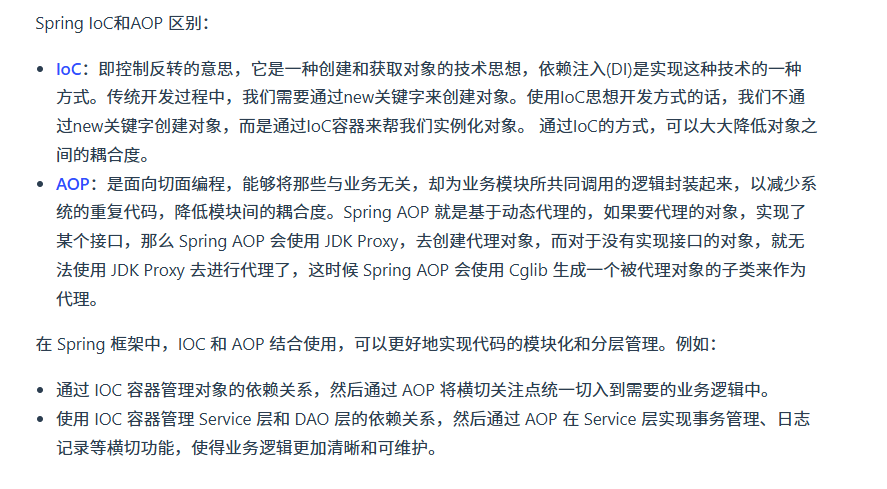 Spring IoC和AOP 区别：
IoC：即控制反转的意思，它是一种创建和获取对象的技术思想，依赖注入(DI)是实现这种技术的一种
方式。传统开发过程中，我们需要通过new关键字来创建对象。使用IoC思想开发方式的话，我们不通
过new关键字创建对象，而是通过IoC容器来帮我们实例化对象。 通过IoC的方式，可以大大降低对象之
间的耦合度。
AOP：是面向切面编程，能够将那些与业务无关，却为业务模块所共同调用的逻辑封装起来，以减少系
统的重复代码，降低模块间的耦合度。Spring AOP 就是基于动态代理的，如果要代理的对象，实现了
某个接口，那么 Spring AOP 会使用 JDK Proxy，去创建代理对象，而对于没有实现接口的对象，就无
法使用 JDK Proxy 去进行代理了，这时候 Spring AOP 会使用 Cglib 生成一个被代理对象的子类来作为
代理。
在 Spring 框架中，IOC 和 AOP 结合使用，可以更好地实现代码的模块化和分层管理。例如：
通过 IOC 容器管理对象的依赖关系，然后通过 AOP 将横切关注点统一切入到需要的业务逻辑中。
使用 IOC 容器管理 Service 层和 DAO 层的依赖关系，然后通过 AOP 在 Service 层实现事务管理、日志
记录等横切功能，使得业务逻辑更加清晰和可维护。